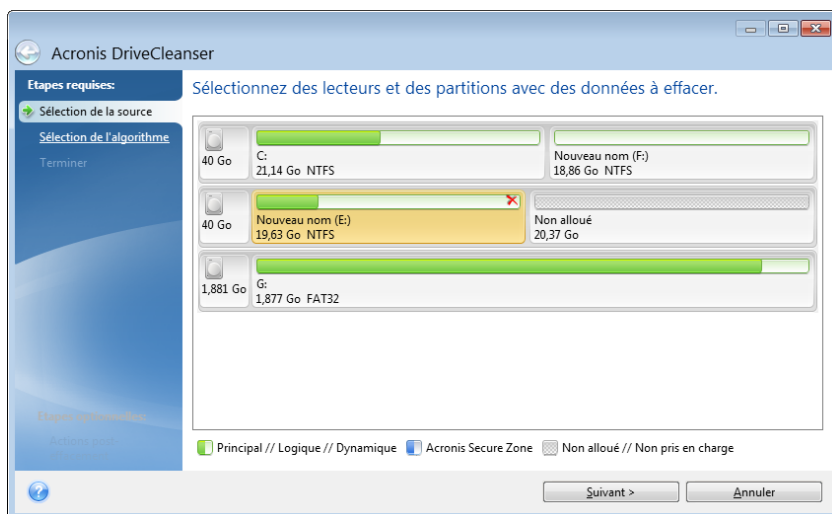 Acronis DriveCleanser
Etapes requises:
Sélection de la source
Sélection de l'algorithme
Terminer
Sélectionnez des lecteurs et des partitions avec des données à effacer.
40 Go
C:
21,14 Go NTFS
Nouveau nom (F:)
18,86 Go NTFS
40 Go
Nouveau nom (E:)
19,63 Go NTFS
Non alloué
20,37 Go
1,881 Go
G:
1,877 Go FAT32
Principal // Logique // Dynamique
Acronis Secure Zone
Non alloué // Non pris en charge
Suivant >
Annuler